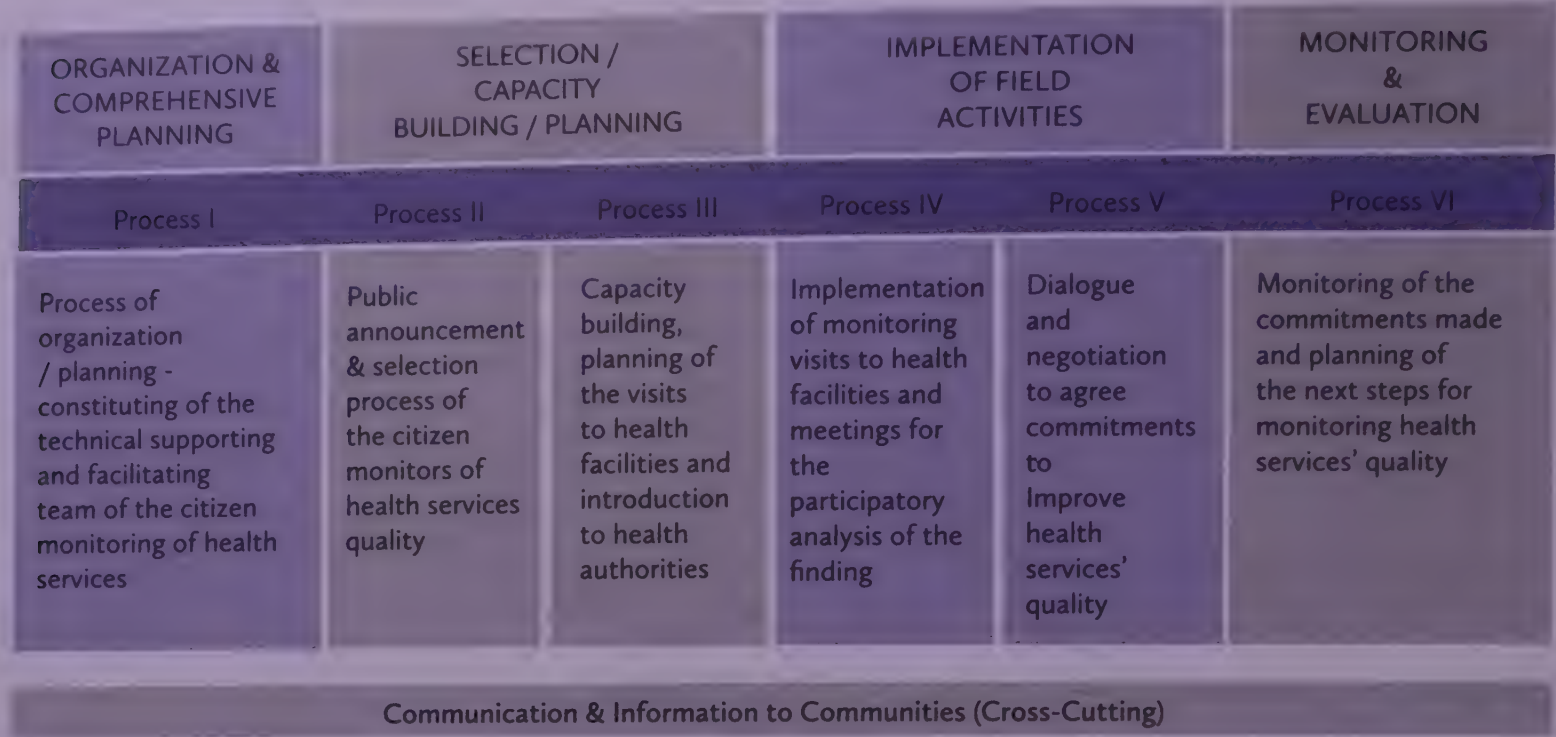 ORGANIZATION &
COMPREHENSIVE
PLANNING
SELECTION /
CAPACITY
BUILDING / PLANNING
IMPLEMENTATION
OF FIELD
ACTIVITIES
MONITORING
&
EVALUATION
Process I
Process II
Process III
Process IV
Process V
Process VI
Process of
organization
/ planning -
constituting of the
technical supporting
and facilitating
team of the citizen
monitoring of health
services
Public
announcement
& selection
process of
the citizen
monitors of
health services
quality
Capacity
building,
planning of
the visits
to health
facilities and
introduction
to health
authorities
Implementation
of monitoring
visits to health
facilities and
meetings for
the
participatory
analysis of the
finding
Dialogue
and
negotiation
to agree
commitments
to
Improve
health
services'
quality
Monitoring of the
commitments made
and planning of
the next steps for
monitoring health
services' quality
Communication & Information to Communities (Cross-Cutting)